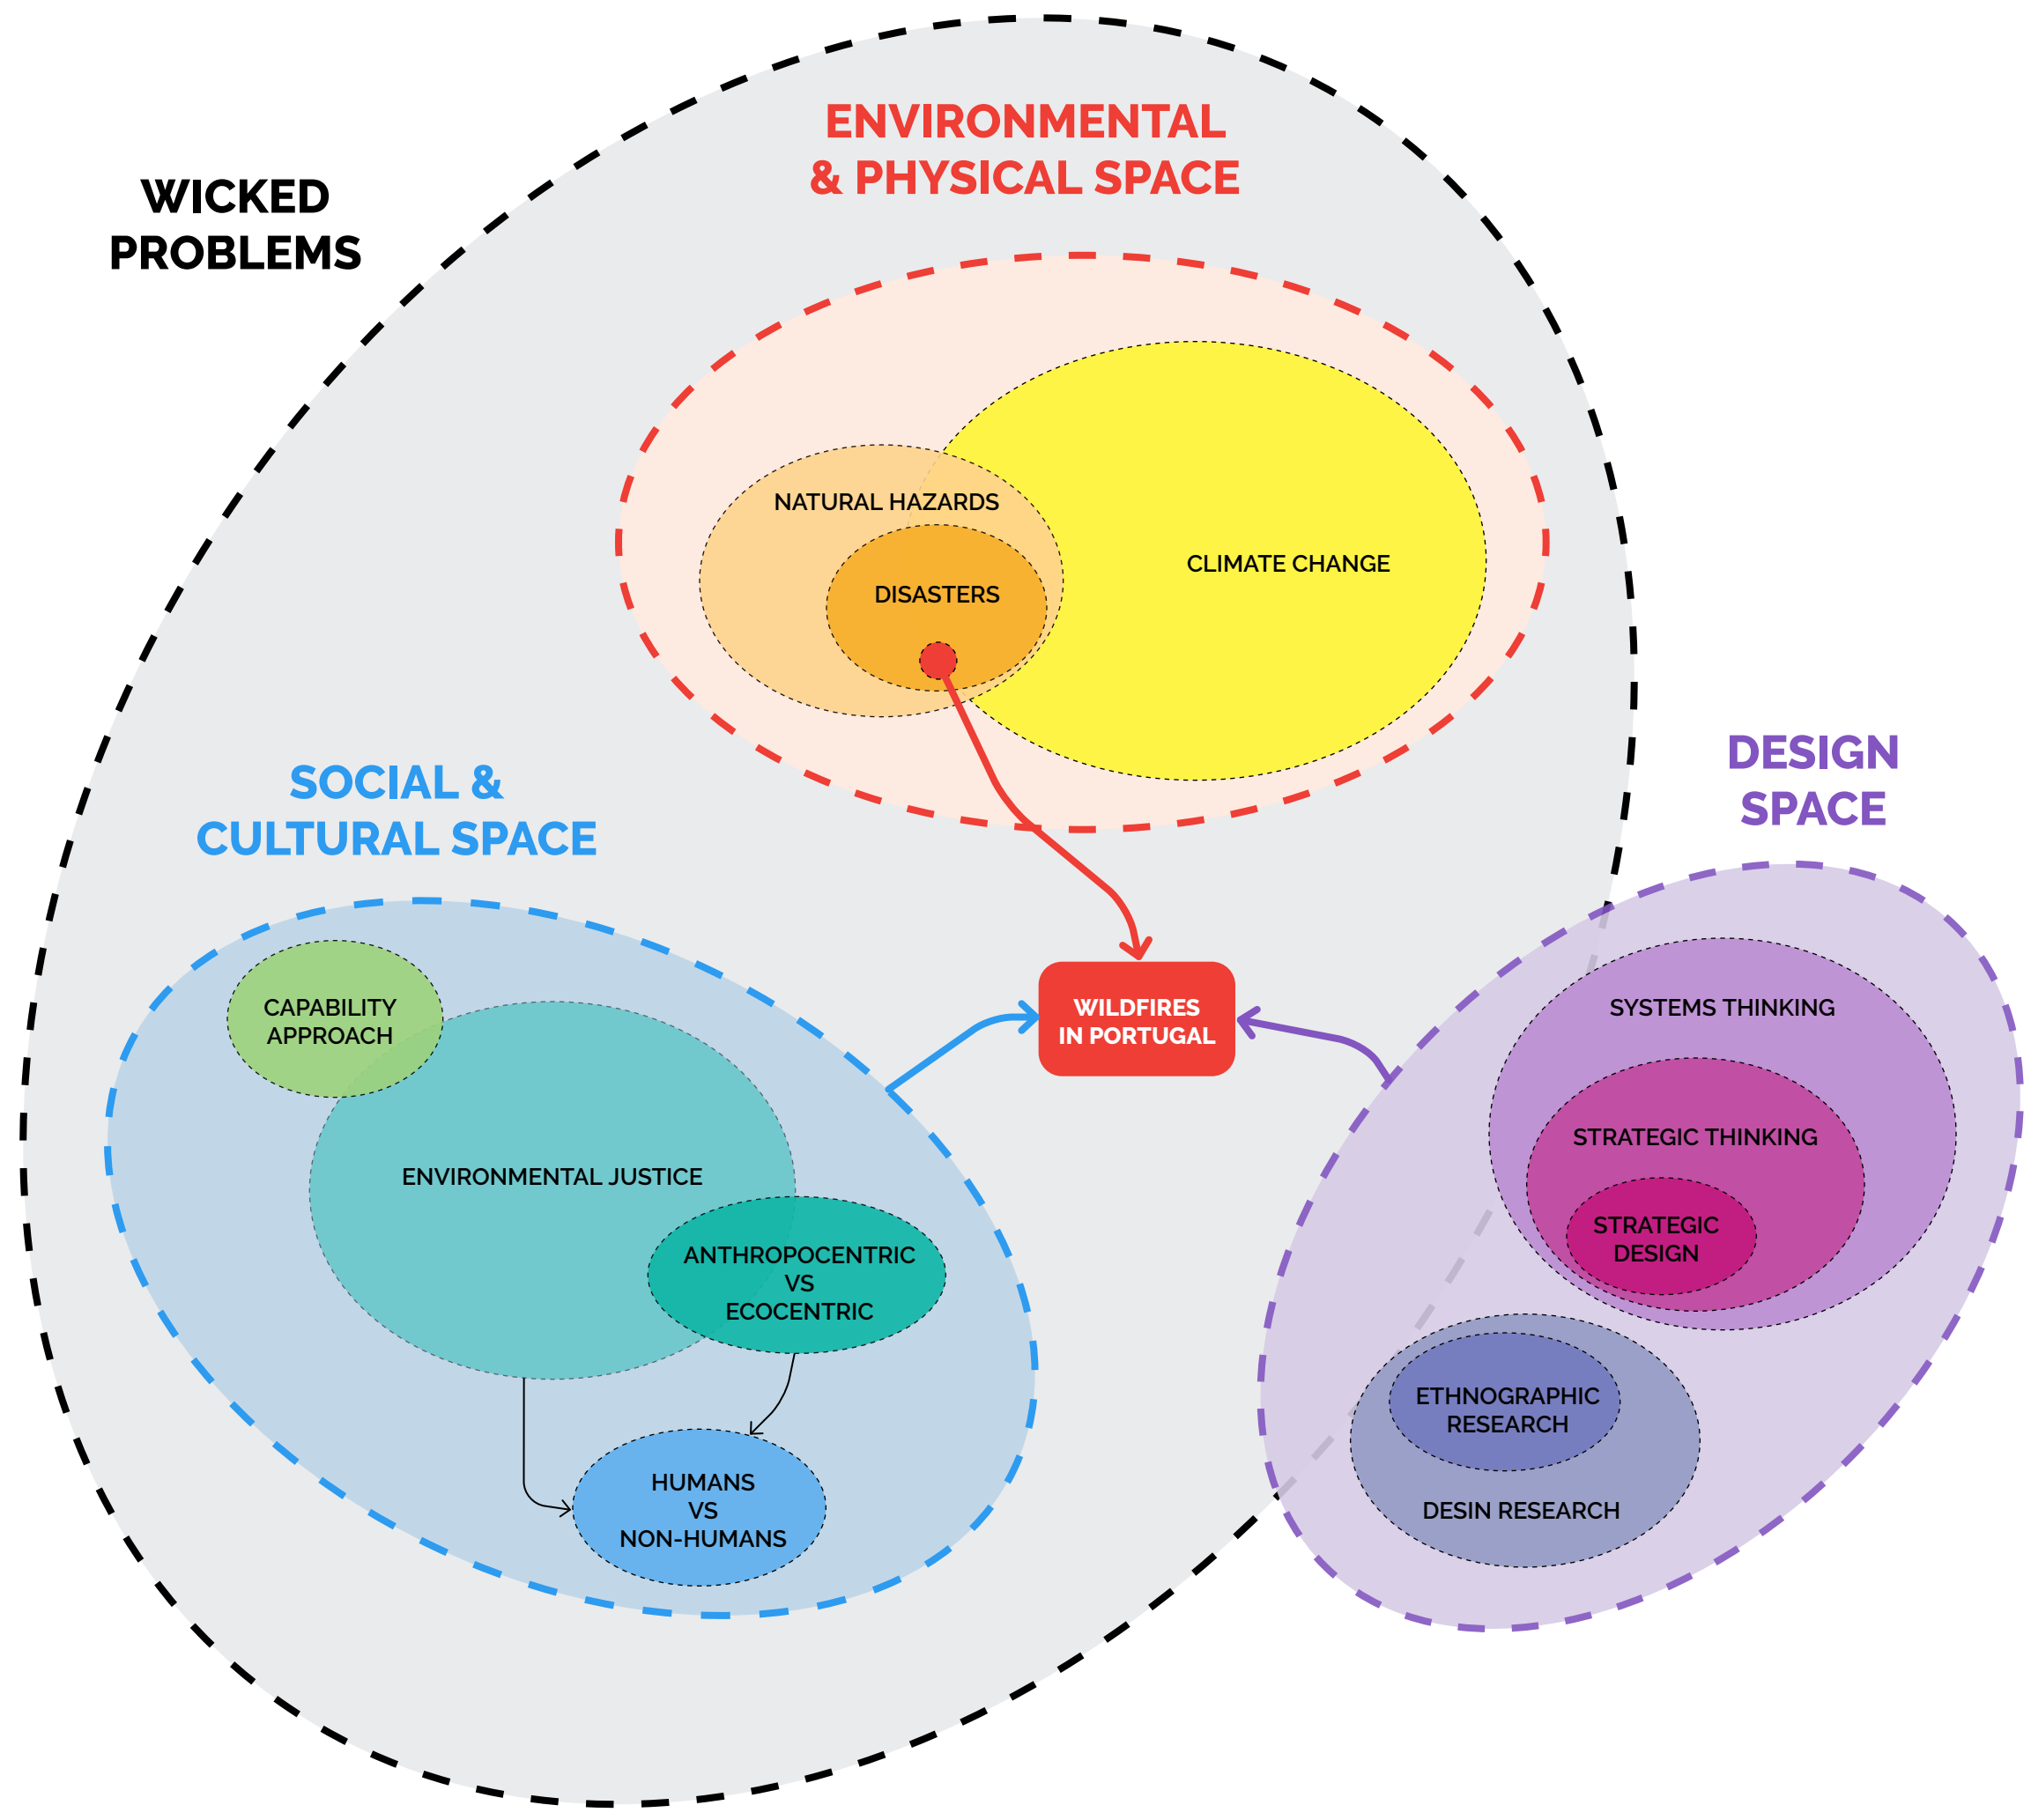 ENVIRONMENTAL
& PHYSICAL SPACE
WICKED
PROBLEMS
NATURAL HAZARDS
CLIMATE CHANGE
DISASTERS
SOCIAL &
CULTURAL SPACE
DESIGN
SPACE
CAPABILITY
APPROACH
WILDFIRES
IN PORTUGAL
SYSTEMS THINKING
STRATEGIC THINKING
ENVIRONMENTAL JUSTICE
STRATEGIC
DESIGN
ANTHROPOCENTRIC
VS
ECOCENTRIC
ETHNOGRAPHIC
RESEARCH
DESIN RESEARCH
HUMANS
VS
NON-HUMANS